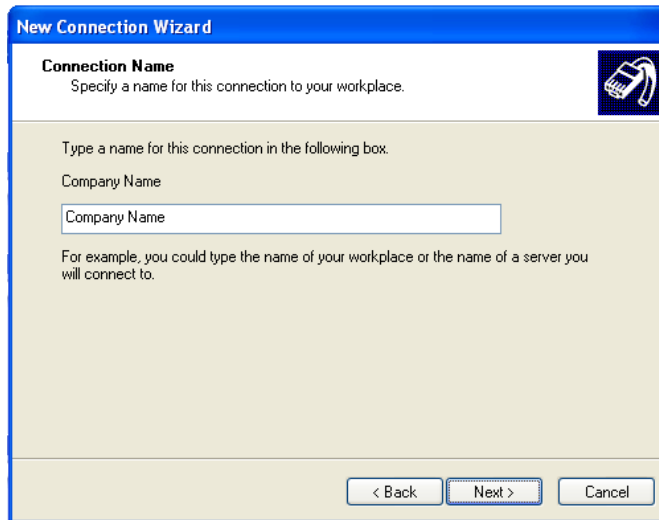 New Connection Wizard
Connection Name
Specify a name for this connection to your workplace.
Type a name for this connection in the following box.
Company Name
Company Name
For example, you could type the name of your workplace or the name of a server you
will connect to.
< Back
Next >
Cancel